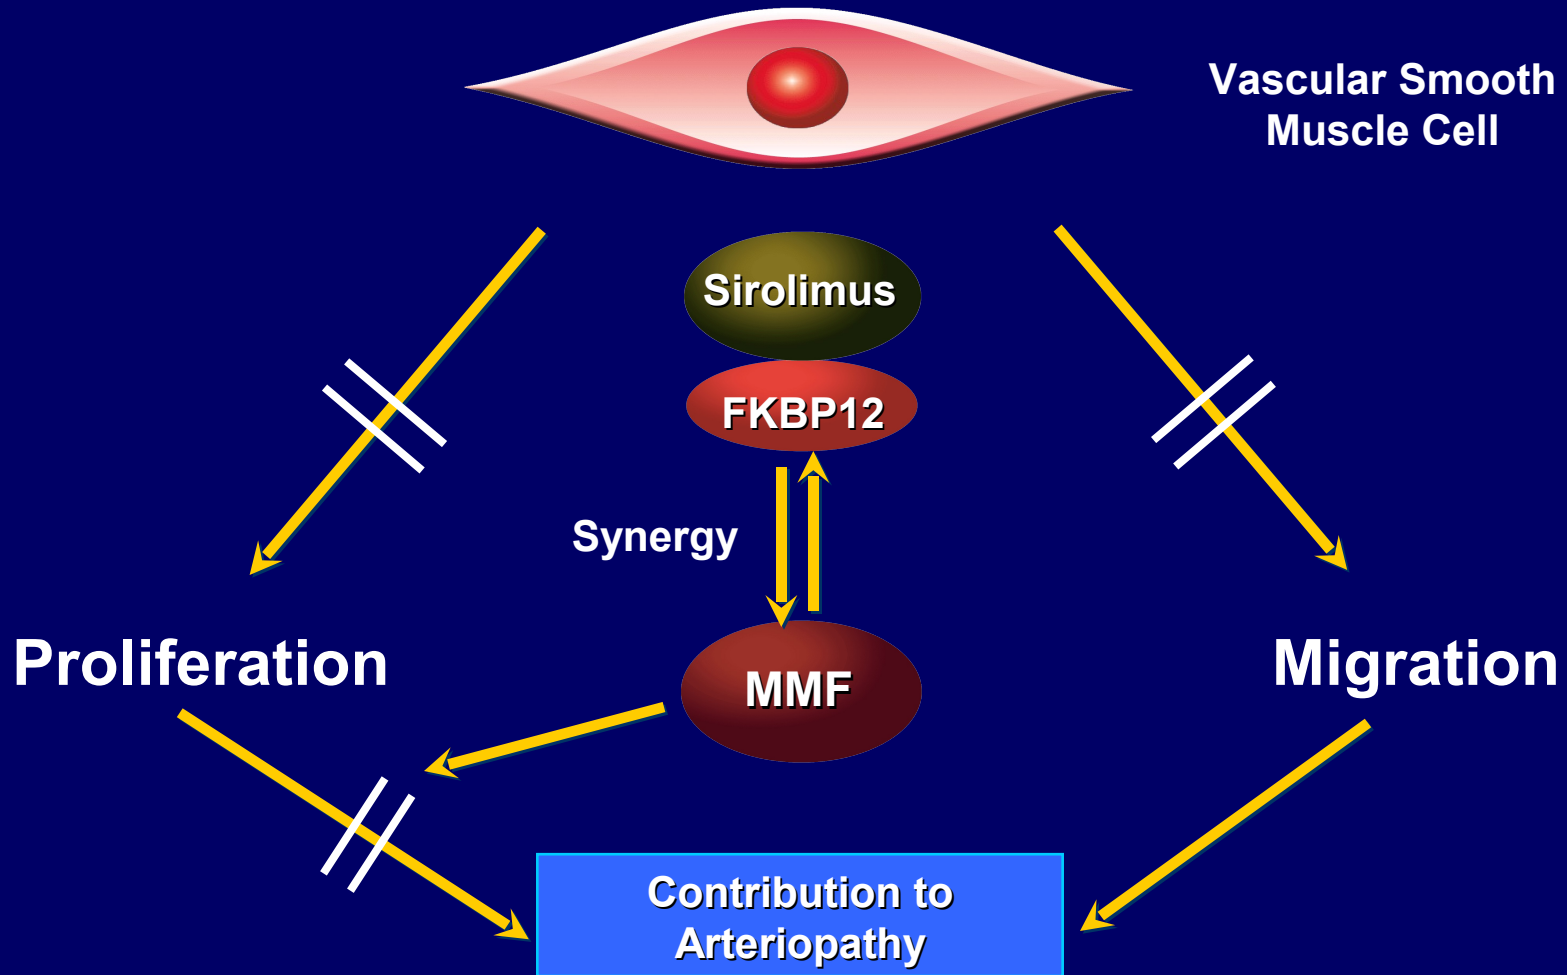 Vascular Smooth
Muscle Cell
Sirolimus
FKBP12
Synergy
Proliferation
MMF
Migration
Contribution to
Arteriopathy